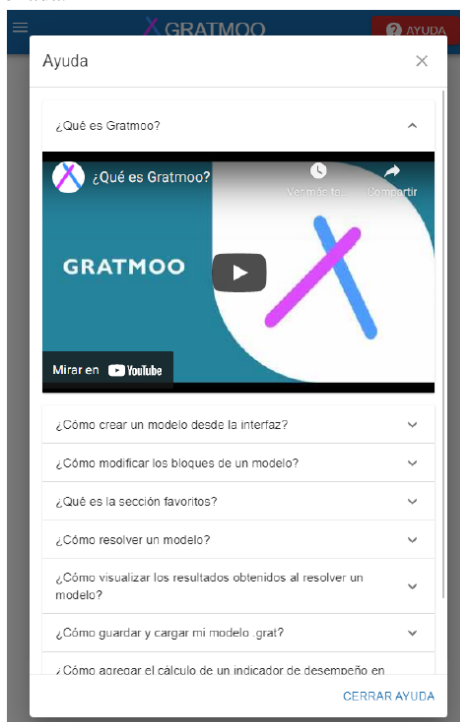 GRATMOO
AYUDA
Ayuda
¿Qué es Gratmoo?
¿Qué es Gratmoo?
Ver más ta... Compartir
GRATMOO
Mirar en YouTube
¿Cómo crear un modelo desde la interfaz?
¿Cómo modificar los bloques de un modelo?
¿Qué es la sección favoritos?
¿Cómo resolver un modelo?
¿Cómo visualizar los resultados obtenidos al resolver un
modelo?
¿Cómo guardar y cargar mi modelo .grat?
¿Cómo agregar el cálculo de un indicador de desempeño en
CERRAR AYUDA